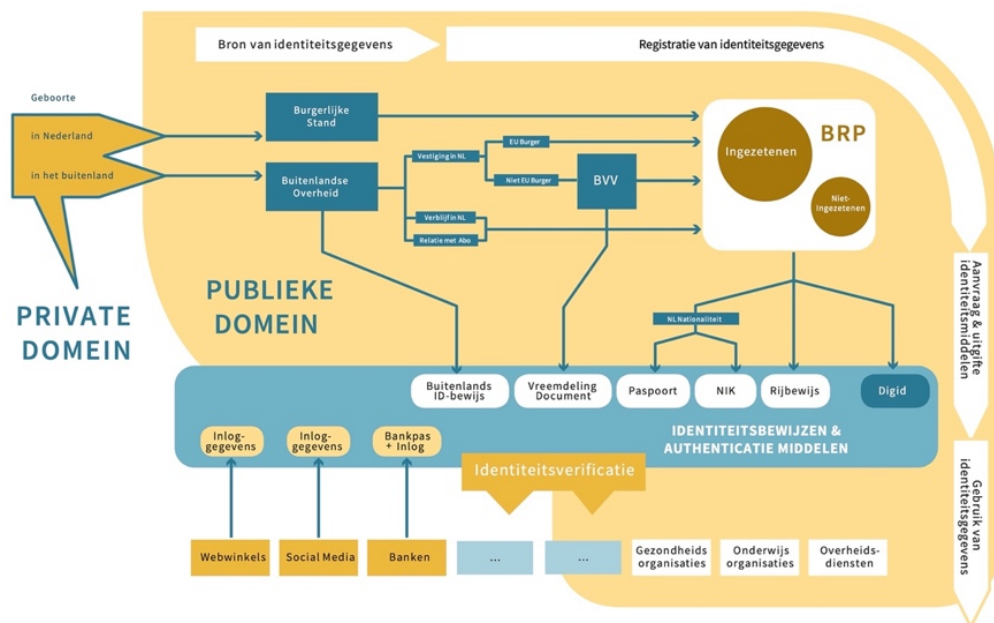 Bron van identiteitsgegevens
Registratie van identiteitsgegevens
Geboorte
in Nederland
in het buitenland
Burgerlijke
Stand
Buitenlandse
Overheid
Vestiging in NL
EU Burger
Niet EU Burger
BVV
Verblijf in NL
Relatie met Abo
Ingezetenen
BRP
Niet-
Ingezetenen
PRIVATE
DOMEIN
PUBLIEKE
DOMEIN
Aanvraag & uitgifte
identiteitsmiddelen
NL Nationaliteit
Buitenlands
ID-bewijs
Vreemdeling
Document
Paspoort
NIK
Rijbewijs
Digid
IDENTITEITSBEWIJZEN &
AUTHENTICATIE MIDDELEN
Inlog-
gegevens
Inlog-
gegevens
Bankpas
+ Inlog
Identiteitsverificatie
Gebruik van
identiteitsgegevens
Webwinkels
Social Media
Banken
...
...
Gezondheids
organisaties
Onderwijs
organisaties
Overheids-
diensten